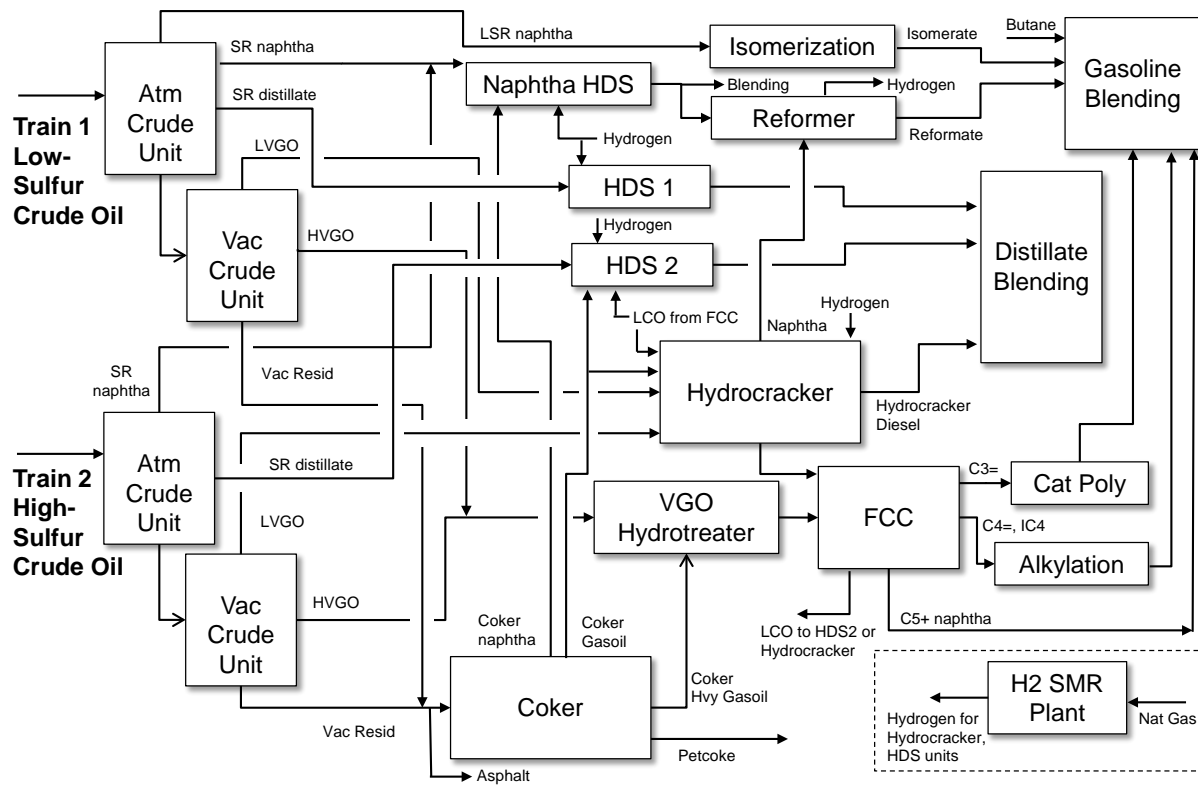 LSR naphtha
Isomerization
Isomerate
Butane
Gasoline
Blending
SR naphtha
Naphtha HDS
Blending
Hydrogen
Reformer
Reformate
Atm
Crude
Unit
SR distillate
Train 1
Low-
Sulfur
Crude Oil
LVGO
Hydrogen
HDS 1
HVGO
Vac
Crude
Unit
Hydrogen
HDS 2
Distillate
Blending
LCO from FCC
Naphtha
Hydrogen
SR
naphtha
Vac Resid
Hydrocracker
Hydrocracker
Diesel
Atm
Crude
Unit
SR distillate
Train 2
High-
Sulfur
Crude Oil
LVGO
VGO
Hydrotreater
FCC
C3=
Cat Poly
C4=, IC4
Alkylation
Vac
Crude
Unit
HVGO
Coker
naphtha
Coker
Gasoil
LCO to HDS2 or
Hydrocracker
C5+ naphtha
Coker
Coker
Hvy Gasoil
Vac Resid
Petcoke
Asphalt
H2 SMR
Plant
Hydrogen for
Hydrocracker,
HDS units
Nat Gas